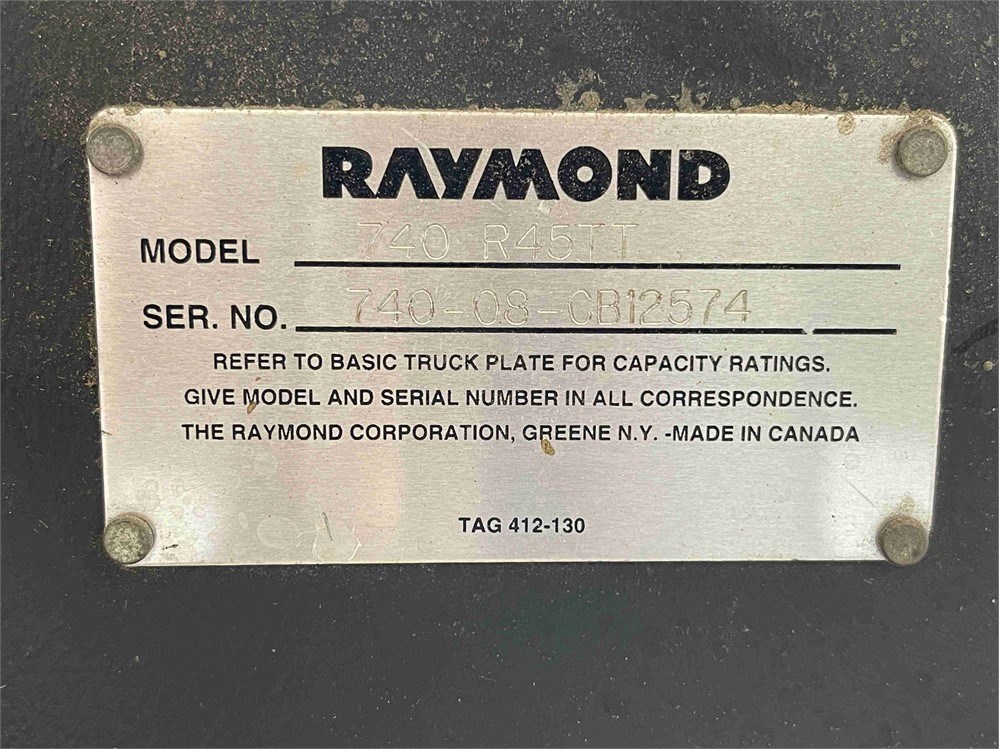 RAYMOND
MODEL 740 R45TT
SER. NO. 740-08-CB12574
REFER TO BASIC TRUCK PLATE FOR CAPACITY RATINGS.
GIVE MODEL AND SERIAL NUMBER IN ALL CORRESPONDENCE.
THE RAYMOND CORPORATION, GREENE N.Y. -MADE IN CANADA
TAG 412-130